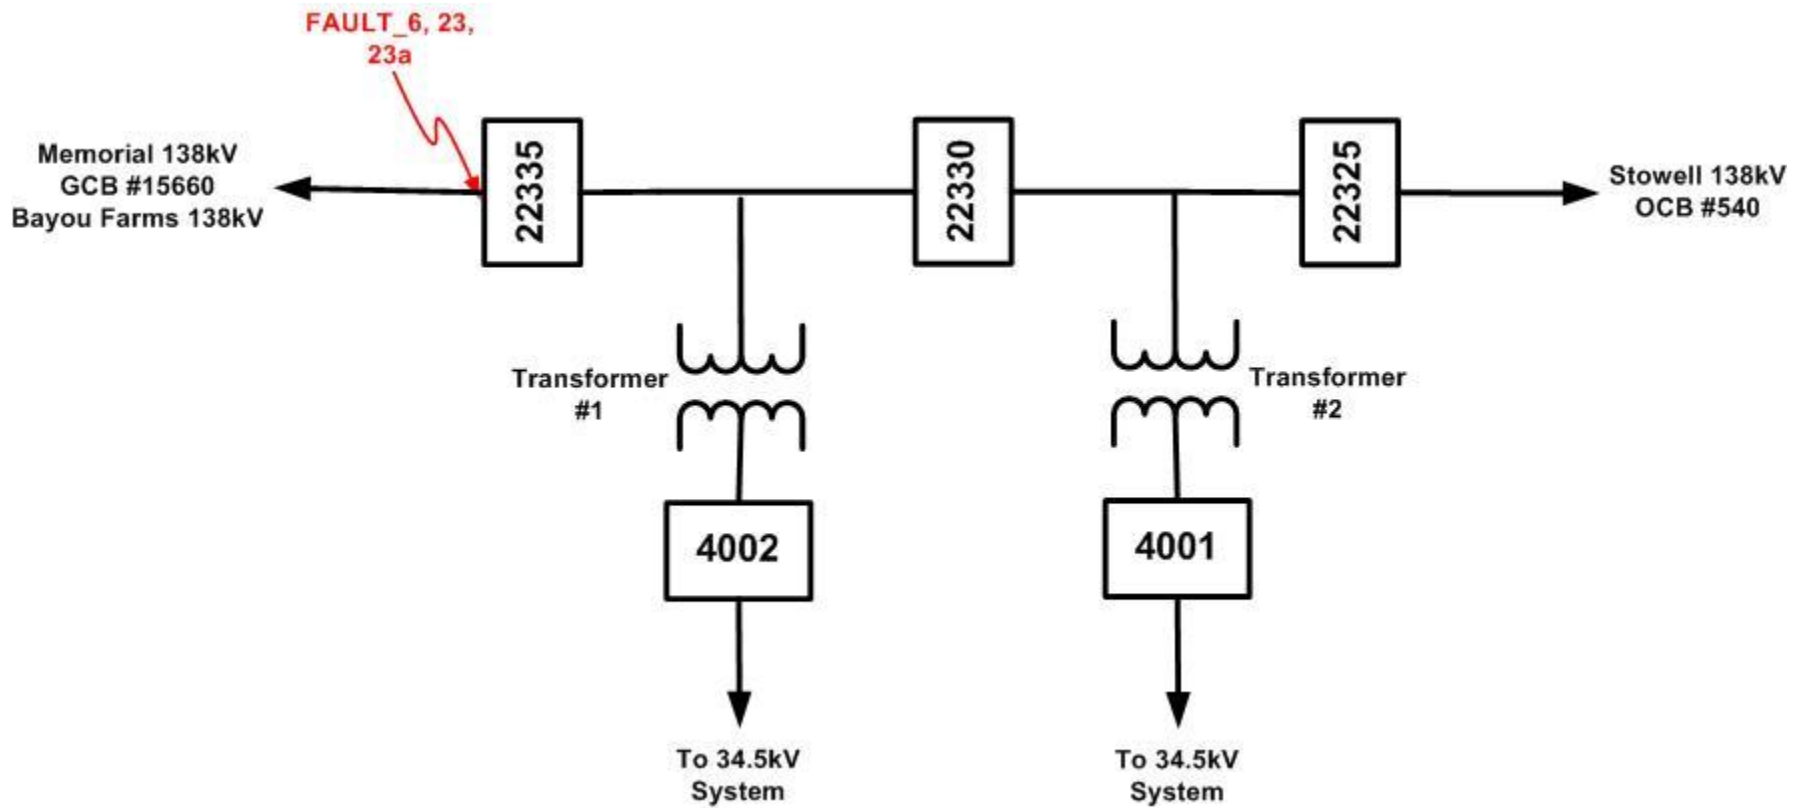 FAULT_6, 23,
23a
Memorial 138kV
GCB #15660
Bayou Farms 138kV
22335
22330
22325
Stowell 138kV
OCB #540
Transformer
#1
Transformer
#2
4002
4001
To 34.5kV
System
To 34.5kV
System